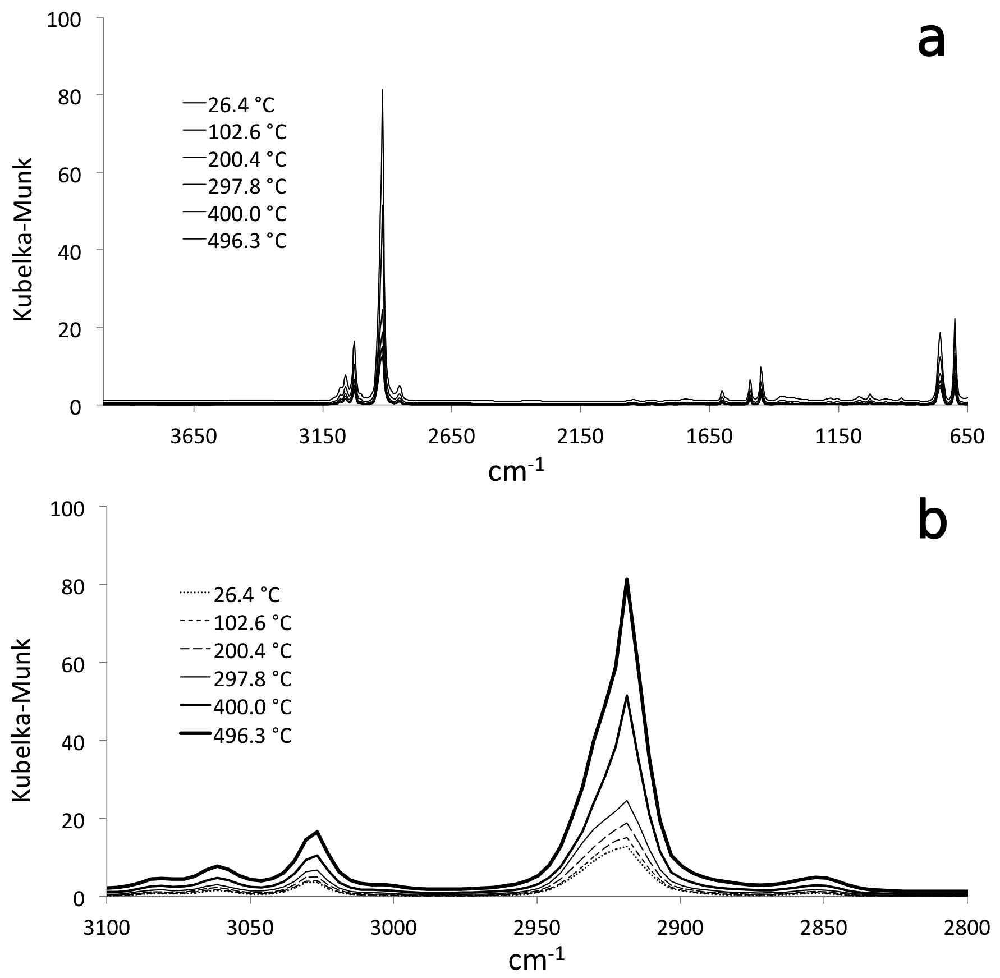 a
100
80
60
40
20
0
Kubelka-Munk
26.4 °C
102.6 °C
200.4 °C
297.8 °C
400.0 °C
496.3 °C
3650 3150 2650 2150 1650 1150 650
cm⁻¹
b
100
80
60
40
20
0
Kubelka-Munk
26.4 °C
102.6 °C
200.4 °C
297.8 °C
400.0 °C
496.3 °C
3100 3050 3000 2950 2900 2850 2800
cm⁻¹